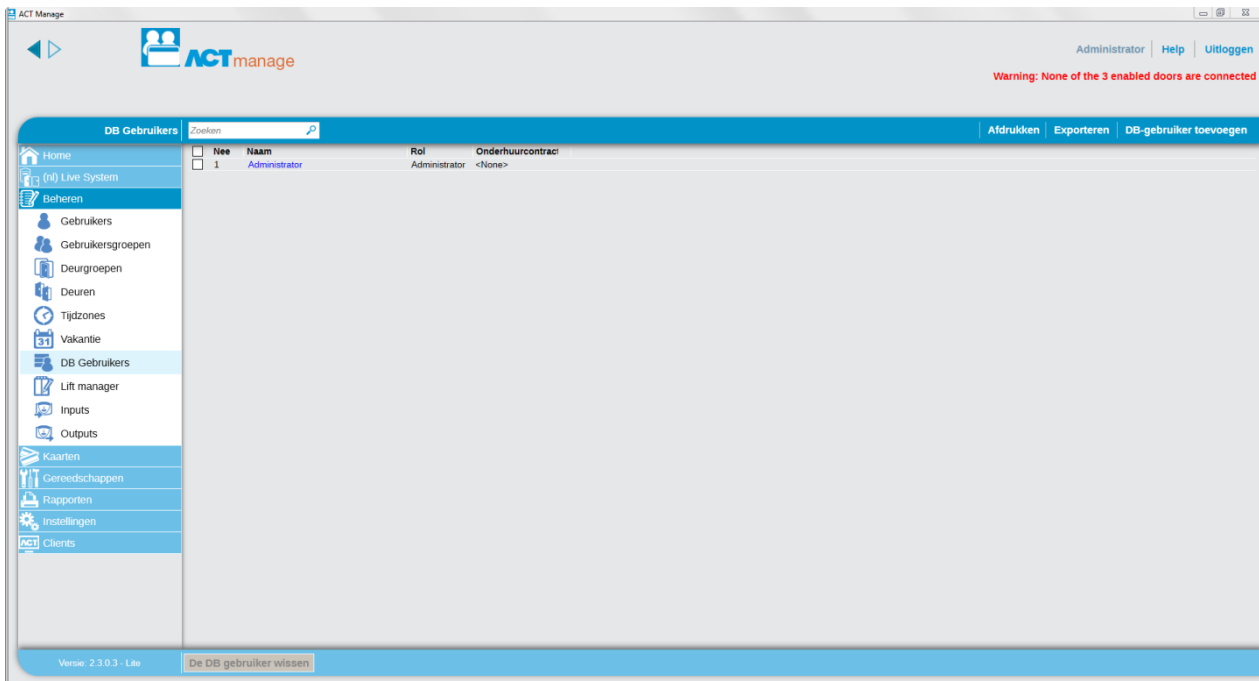 ACT Manage
ACTmanage
Administrator Help Uitloggen
Warning: None of the 3 enabled doors are connected
DB Gebruikers Zoeken Afdrukken Exporteren DB-gebruiker toevoegen
Nee Naam Rol Onderhuurcontract
1 Administrator Administrator <None>
Home
(nl) Live System
Beheren
Gebruikers
Gebruikersgroepen
Deurgroepen
Deuren
Tijdzones
31 Vakantie
DB Gebruikers
Lift manager
Inputs
Outputs
Kaarten
Gereedschappen
Rapporten
Instellingen
ACT Clients
Versie: 2.3.0.3 - Lite De DB gebruiker wissen